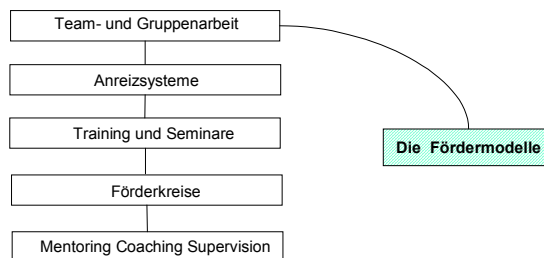 Team- und Gruppenarbeit
Anreizsysteme
Training und Seminare
Die Fördermodelle
Förderkreise
Mentoring Coaching Supervision